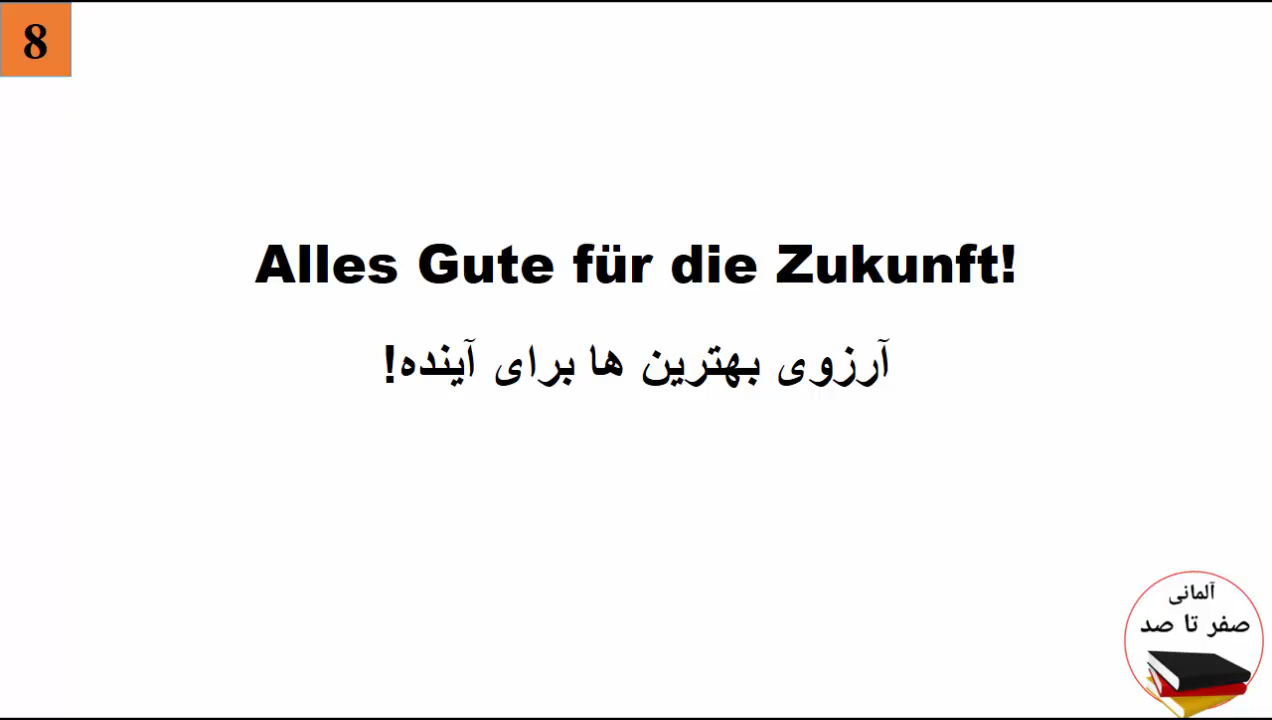 8
Alles Gute für die Zukunft!
آرزوی بهترین ها برای آینده!
آلمانی
صفر تا صد